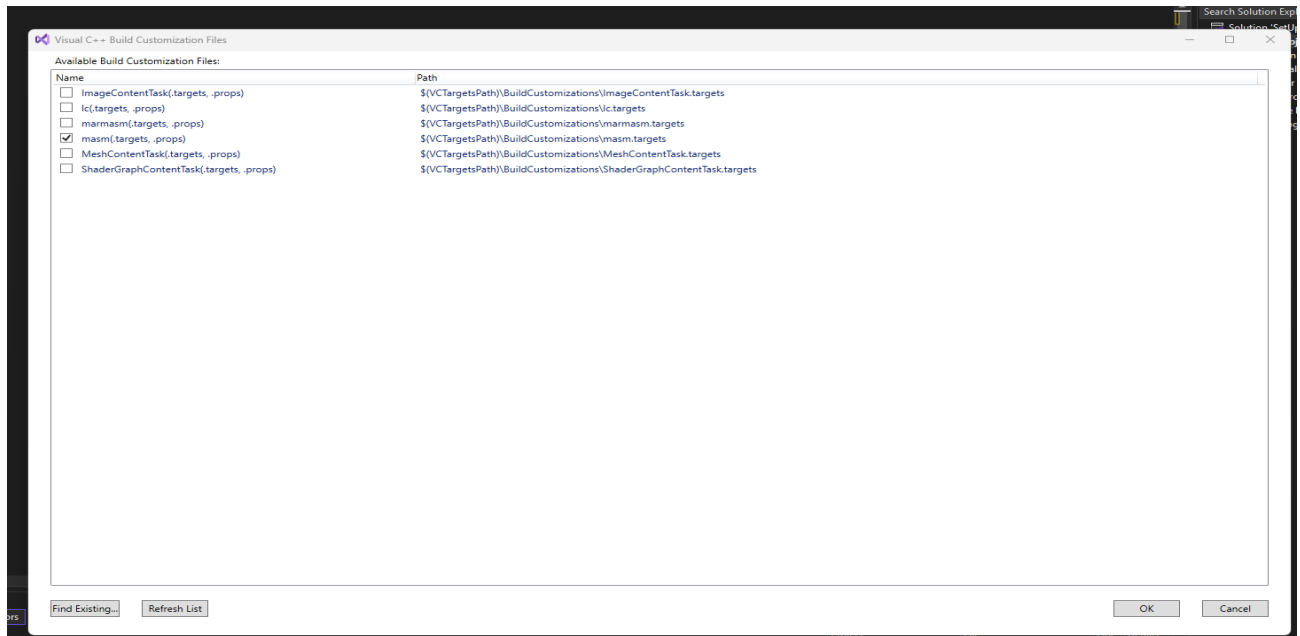 Search Solution Expl
Solution 'SetU
Visual C++ Build Customization Files
Available Build Customization Files:
Name Path
ImageContentTask(.targets, .props) $(VCTargetsPath)\BuildCustomizations\ImageContentTask.targets
lc(.targets, .props) $(VCTargetsPath)\BuildCustomizations\lc.targets
marmasm(.targets, .props) $(VCTargetsPath)\BuildCustomizations\marmasm.targets
masm(.targets, .props) $(VCTargetsPath)\BuildCustomizations\masm.targets
MeshContentTask(.targets, .props) $(VCTargetsPath)\BuildCustomizations\MeshContentTask.targets
ShaderGraphContentTask(.targets, .props) $(VCTargetsPath)\BuildCustomizations\ShaderGraphContentTask.targets
Find Existing... Refresh List OK Cancel
ors